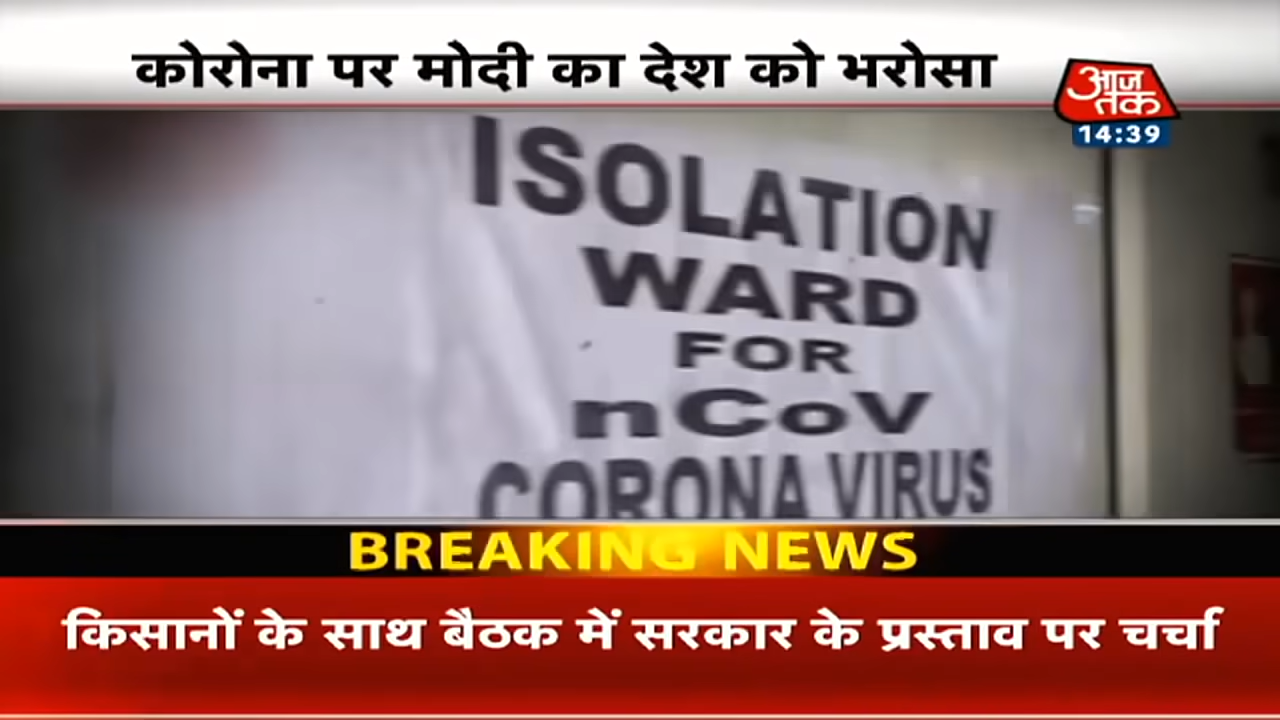 कोरोना पर मोदी का देश को भरोसा
आज
तक
14:39
ISOLATION
WARD
FOR
nCoV
CORONA VIRUS
BREAKING NEWS
किसानों के साथ बैठक में सरकार के प्रस्ताव पर चर्चा